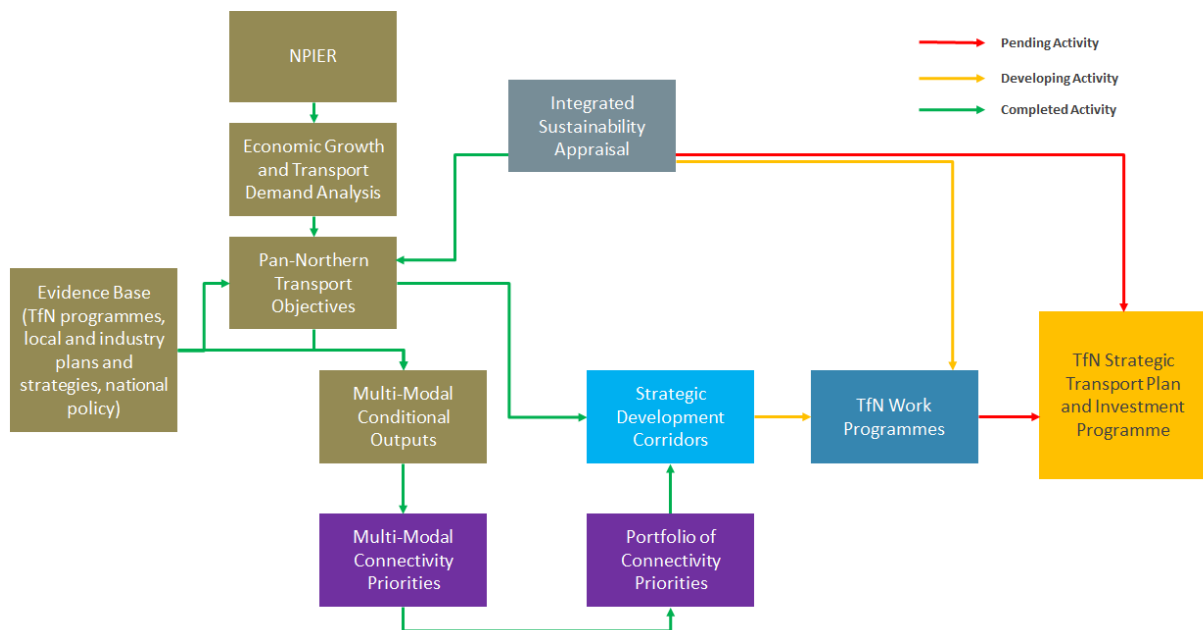 NPIER
Pending Activity
Developing Activity
Completed Activity
Integrated
Sustainability
Appraisal
Economic Growth
and Transport
Demand Analysis
Pan-Northern
Transport
Objectives
Evidence Base
(TfN programmes,
local and industry
plans and
strategies, national
policy)
Multi-Modal
Conditional
Outputs
Strategic
Development
Corridors
TfN Work
Programmes
TfN Strategic
Transport Plan
and Investment
Programme
Multi-Modal
Connectivity
Priorities
Portfolio of
Connectivity
Priorities